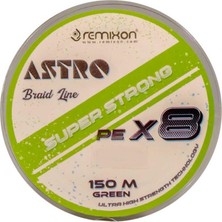 remixon
www.remixon.com
ASTRO
Braid Line
SUPER STRONG
PE X8
150 M
GREEN
ULTRA HIGH STRENGTH TECHNOLOGY